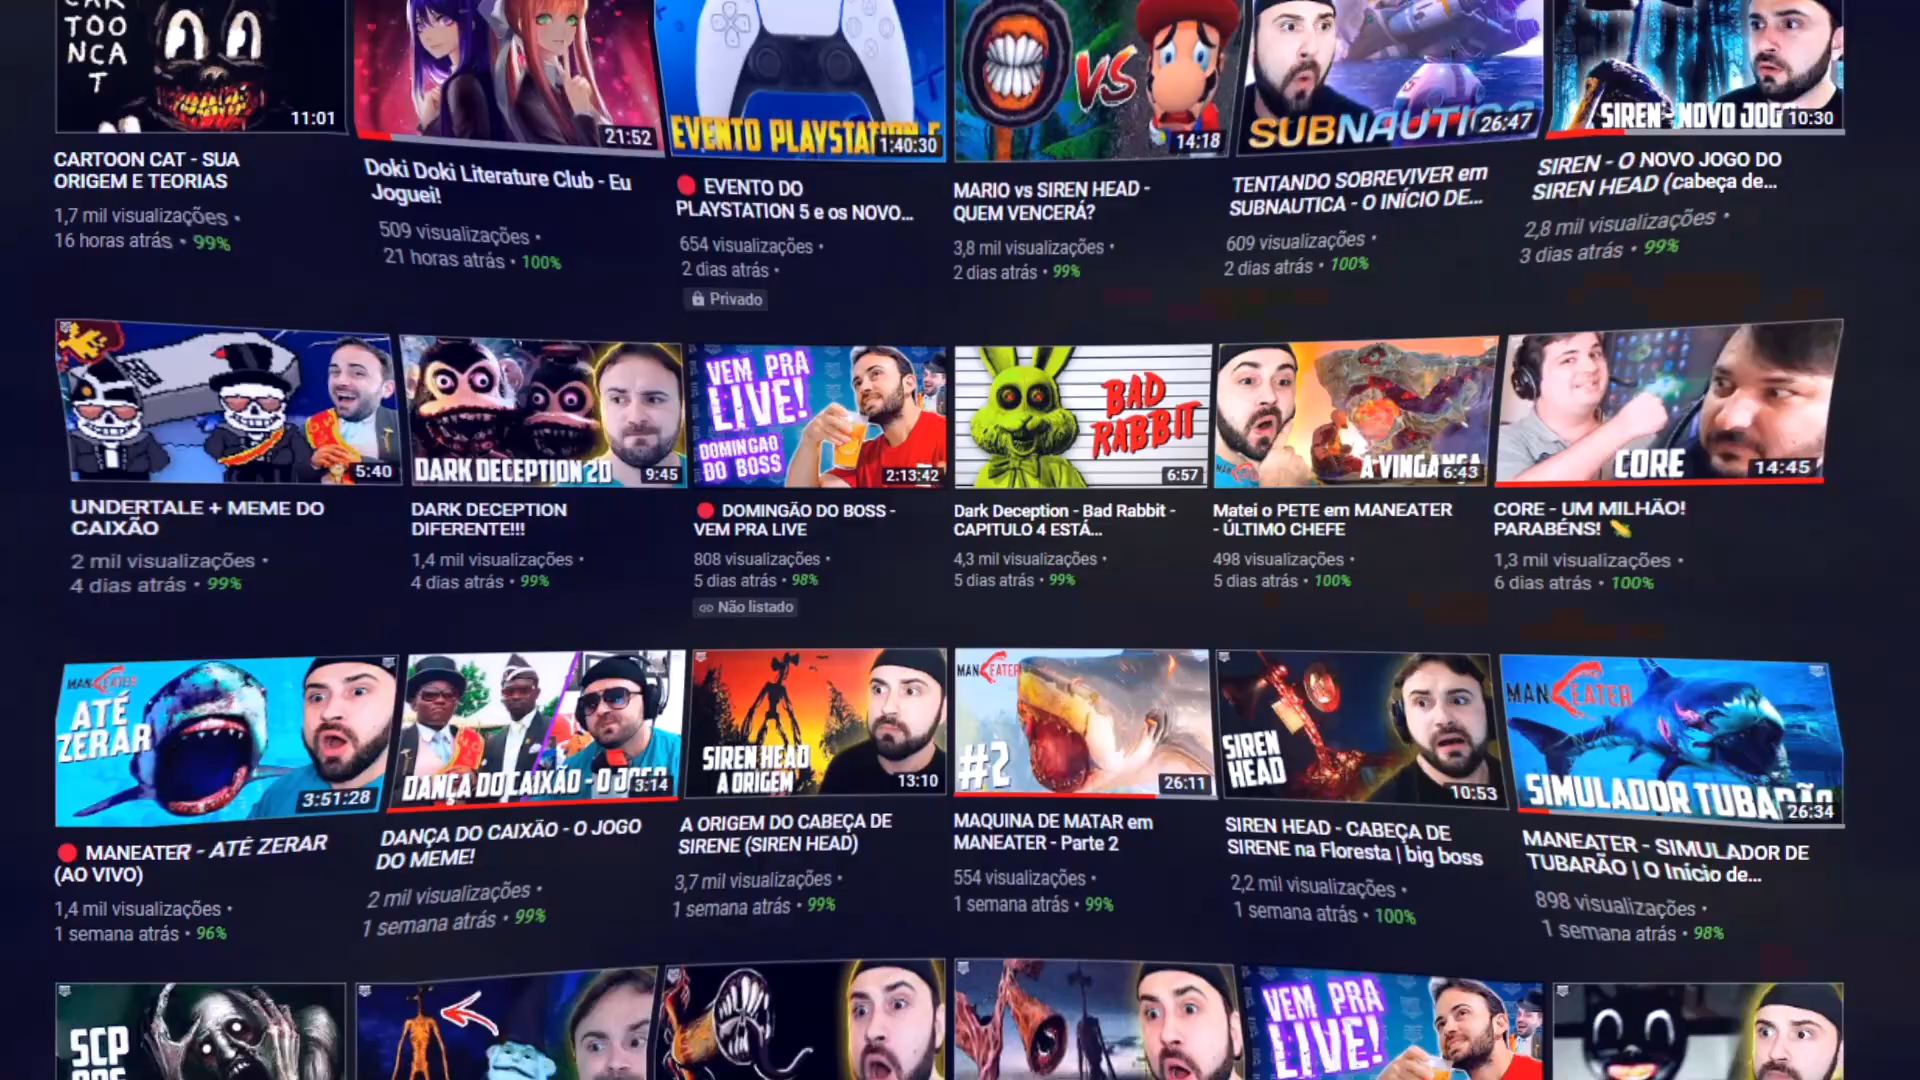 CAR
TOO
NCA
T
11:01
21:52
EVENTO PLAYSTATION 5
1:40:30
VS
14:18
SUBNAUTICA
26:47
SIREN - NOVO JOGO
10:30
CARTOON CAT - SUA
ORIGEM E TEORIAS
1,7 mil visualizações •
16 horas atrás • 99%
Doki Doki Literature Club - Eu
Joguei!
509 visualizações •
21 horas atrás • 100%
EVENTO DO
PLAYSTATION 5 e os NOVO...
654 visualizações •
2 dias atrás •
Privado
MARIO vs SIREN HEAD -
QUEM VENCERÁ?
3,8 mil visualizações •
2 dias atrás • 99%
TENTANDO SOBREVIVER em
SUBNAUTICA - O INÍCIO DE...
609 visualizações •
2 dias atrás • 100%
SIREN - O NOVO JOGO DO
SIREN HEAD (cabeça de...
2,8 mil visualizações •
3 dias atrás • 99%
5:40
DARK DECEPTION 2D
9:45
VEM PRA
LIVE!
DOMINGAO
DO BOSS
2:13:42
BAD
RABBIT
6:57
A VINGANÇA
6:43
CORE
14:45
UNDERTALE + MEME DO
CAIXÃO
2 mil visualizações •
4 dias atrás • 99%
DARK DECEPTION
DIFERENTE!!!
1,4 mil visualizações •
4 dias atrás • 99%
DOMINGÃO DO BOSS -
VEM PRA LIVE
808 visualizações •
5 dias atrás • 98%
Não listado
Dark Deception - Bad Rabbit -
CAPITULO 4 ESTÁ...
4,3 mil visualizações •
5 dias atrás • 99%
Matei o PETE em MANEATER
- ÚLTIMO CHEFE
498 visualizações •
5 dias atrás • 100%
CORE - UM MILHÃO!
PARABÉNS!
1,3 mil visualizações •
6 dias atrás • 100%
MANEATER
ATÉ
ZERAR
3:51:28
DANÇA DO CAIXÃO - O JOGO
3:14
SIREN HEAD
A ORIGEM
13:10
MANEATER
#2
26:11
SIREN
HEAD
10:53
MANEATER
SIMULADOR TUBARÃO
26:34
MANEATER - ATÉ ZERAR
(AO VIVO)
1,4 mil visualizações •
1 semana atrás • 96%
DANÇA DO CAIXÃO - O JOGO
DO MEME!
2 mil visualizações •
1 semana atrás • 99%
A ORIGEM DO CABEÇA DE
SIRENE (SIREN HEAD)
3,7 mil visualizações •
1 semana atrás • 99%
MAQUINA DE MATAR em
MANEATER - Parte 2
554 visualizações •
1 semana atrás • 99%
SIREN HEAD - CABEÇA DE
SIRENE na Floresta | big boss
2,2 mil visualizações •
1 semana atrás • 100%
MANEATER - SIMULADOR DE
TUBARÃO | O Inicio de...
898 visualizações •
1 semana atrás • 98%
SCP
VEM PRA
LIVE!